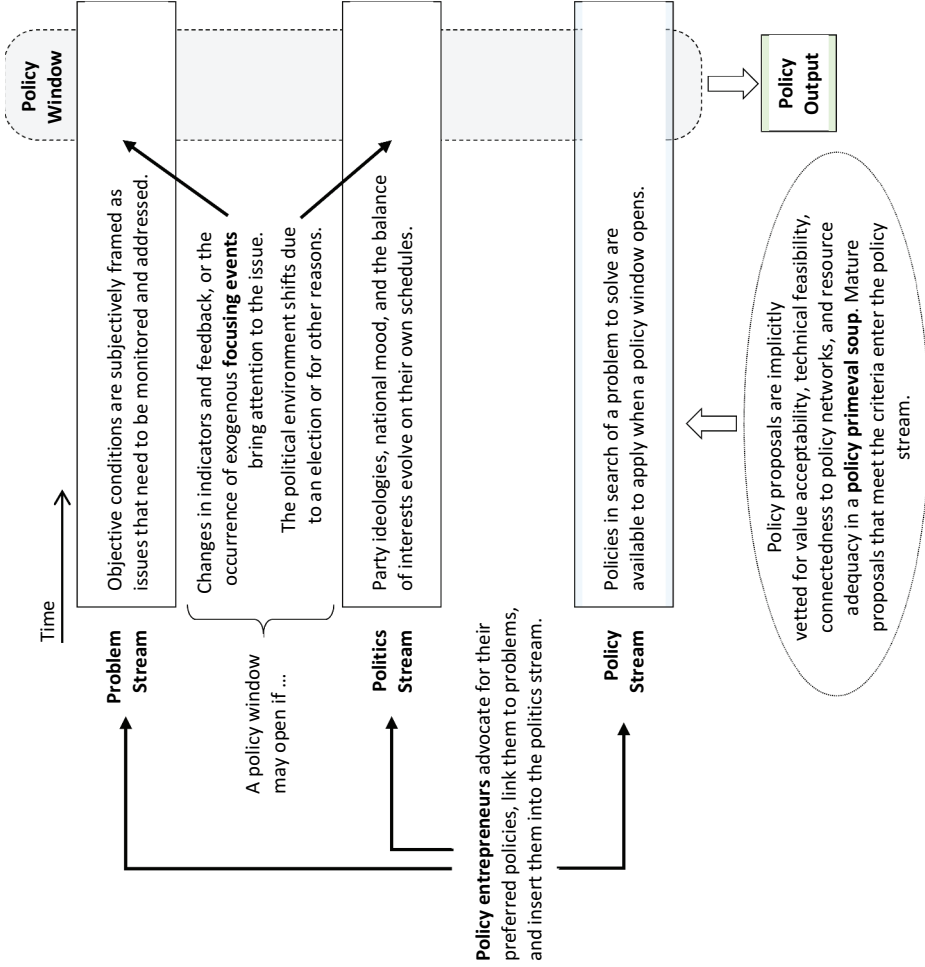 Time
Policy
Window
Problem
Stream
Objective conditions are subjectively framed as
issues that need to be monitored and addressed.
A policy window
may open if ...
Changes in indicators and feedback, or the
occurrence of exogenous focusing events
bring attention to the issue.
The political environment shifts due
to an election or for other reasons.
Politics
Stream
Party ideologies, national mood, and the balance
of interests evolve on their own schedules.
Policy entrepreneurs advocate for their
preferred policies, link them to problems,
and insert them into the politics stream.
Policy
Stream
Policies in search of a problem to solve are
available to apply when a policy window opens.
Policy proposals are implicitly
vetted for value acceptability, technical feasibility,
connectedness to policy networks, and resource
adequacy in a policy primeval soup. Mature
proposals that meet the criteria enter the policy
stream.
Policy
Output